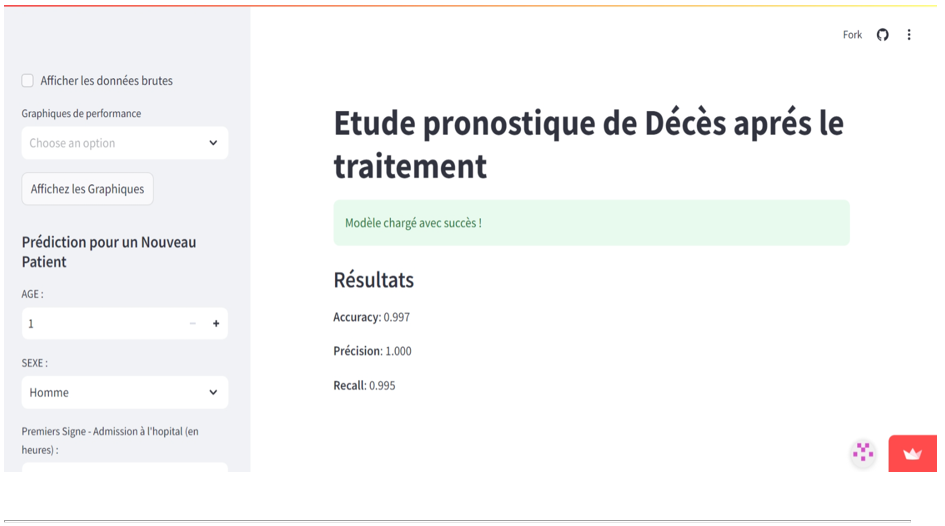 Fork
Afficher les données brutes
Graphiques de performance
Choose an option
Affichez les Graphiques
Prédiction pour un Nouveau
Patient
AGE :
1
SEXE :
Homme
Premiers Signe - Admission à l'hopital (en
heures) :
Etude pronostique de Décès aprés le
traitement
Modèle chargé avec succès !
Résultats
Accuracy: 0.997
Précision: 1.000
Recall: 0.995